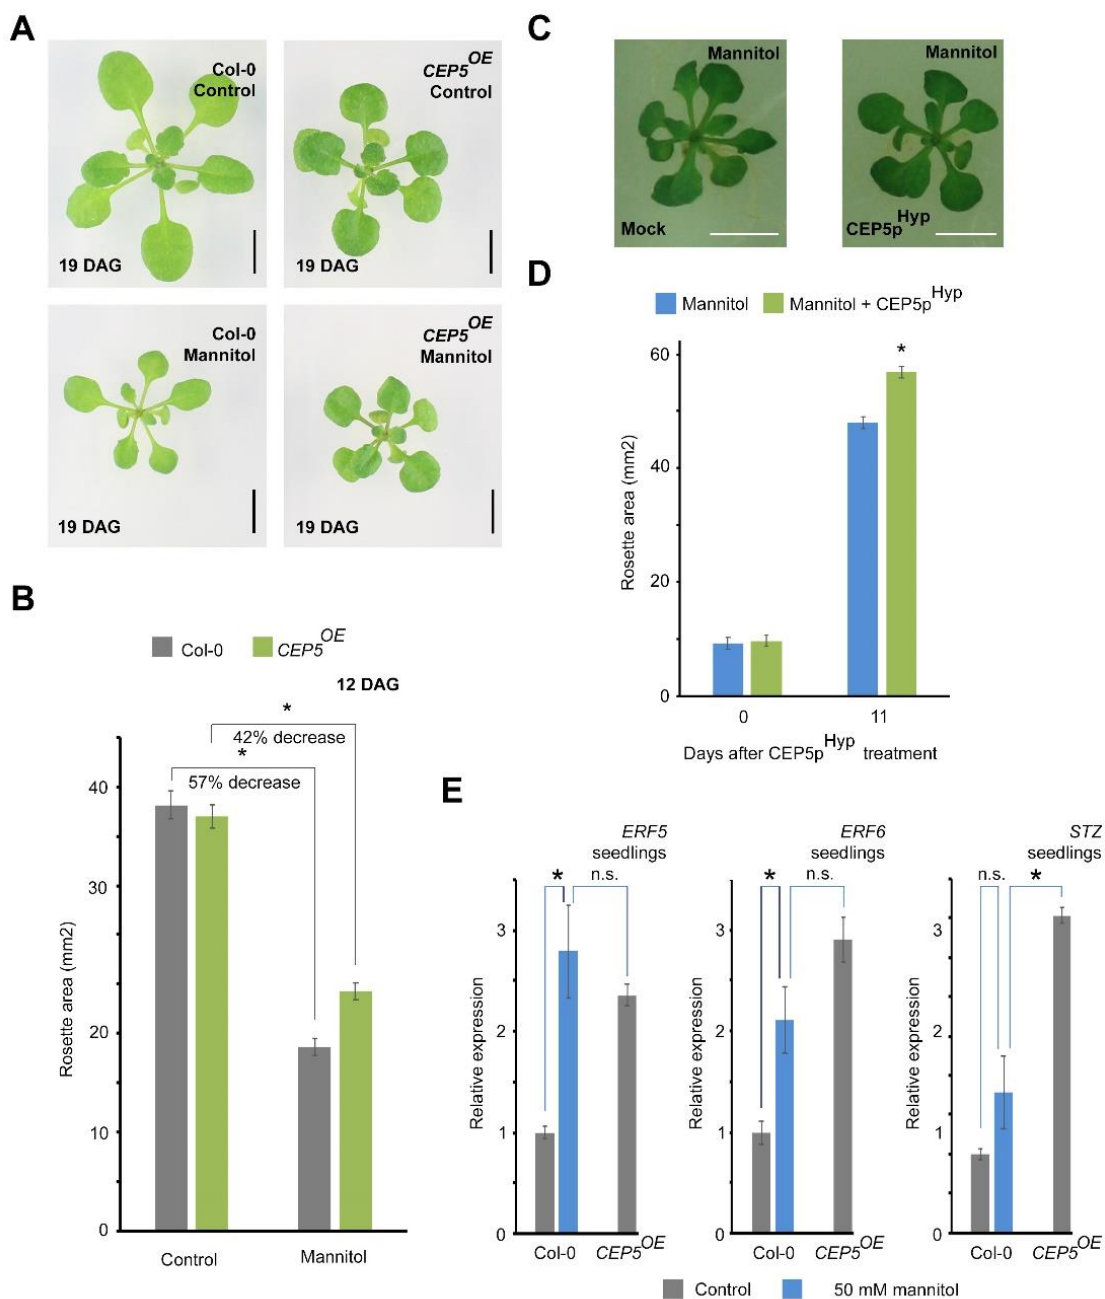 A
Col-0
Control
19 DAG
CEP5OE
Control
19 DAG
Col-0
Mannitol
19 DAG
CEP5OE
Mannitol
19 DAG
B
Col-0
CEP5OE
12 DAG
*
42% decrease
*
57% decrease
Rosette area (mm2)
40
30
20
10
0
Control
Mannitol
C
Mannitol
Mock
Mannitol
CEP5pHyp
D
Mannitol
Mannitol + CEP5pHyp
*
Rosette area (mm2)
60
40
20
0
0
11
Days after CEP5pHyp treatment
E
ERF5
seedlings
*
n.s.
Relative expression
3
2
1
0
Col-0
CEP5OE
ERF6
seedlings
*
n.s.
Relative expression
3
2
1
0
Col-0
CEP5OE
STZ
seedlings
n.s.
*
Relative expression
3
2
1
0
Col-0
CEP5OE
Control
50 mM mannitol